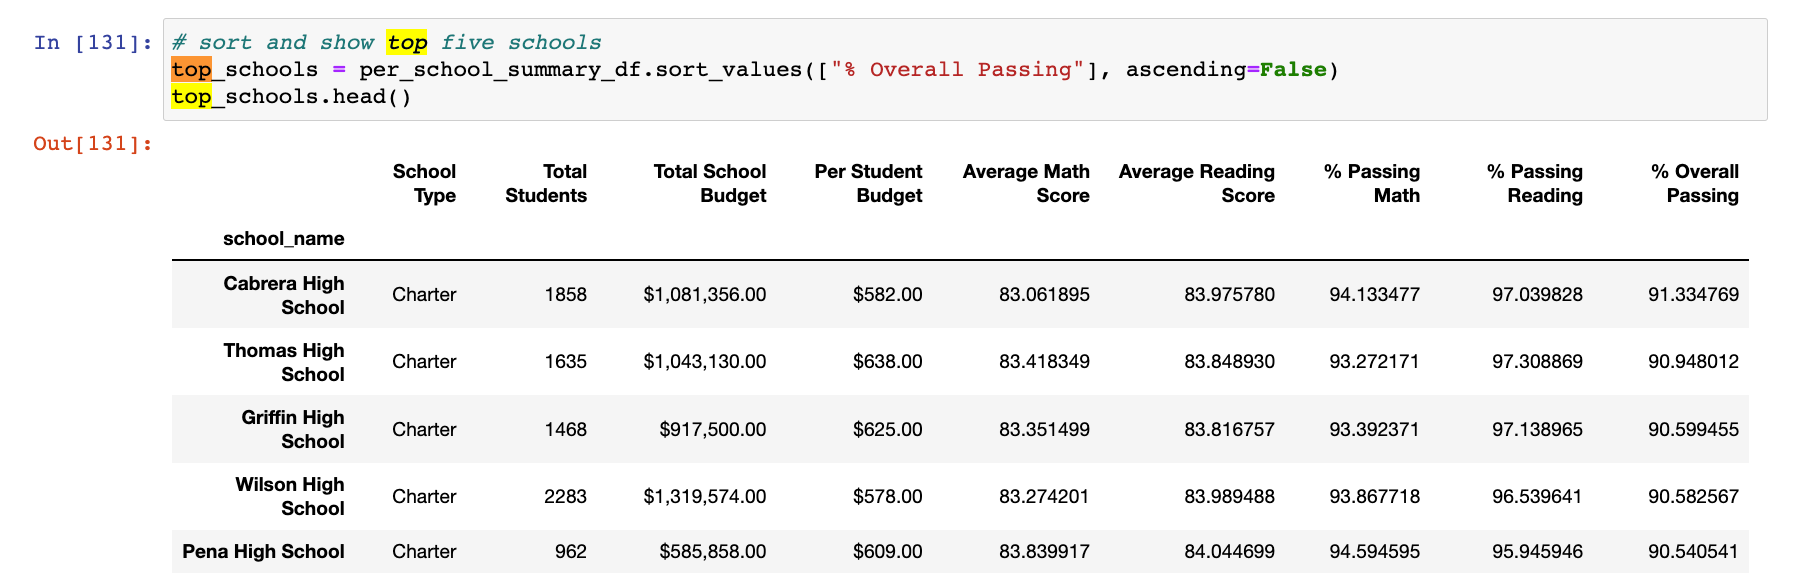 In [131]: # sort and show top five schools
top_schools = per_school_summary_df.sort_values(["% Overall Passing"], ascending=False)
top_schools.head()
Out[131]:
School Type Total Students Total School Budget Per Student Budget Average Math Score Average Reading Score % Passing Math % Passing Reading % Overall Passing
school_name
Cabrera High School Charter 1858 $1,081,356.00 $582.00 83.061895 83.975780 94.133477 97.039828 91.334769
Thomas High School Charter 1635 $1,043,130.00 $638.00 83.418349 83.848930 93.272171 97.308869 90.948012
Griffin High School Charter 1468 $917,500.00 $625.00 83.351499 83.816757 93.392371 97.138965 90.599455
Wilson High School Charter 2283 $1,319,574.00 $578.00 83.274201 83.989488 93.867718 96.539641 90.582567
Pena High School Charter 962 $585,858.00 $609.00 83.839917 84.044699 94.594595 95.945946 90.540541